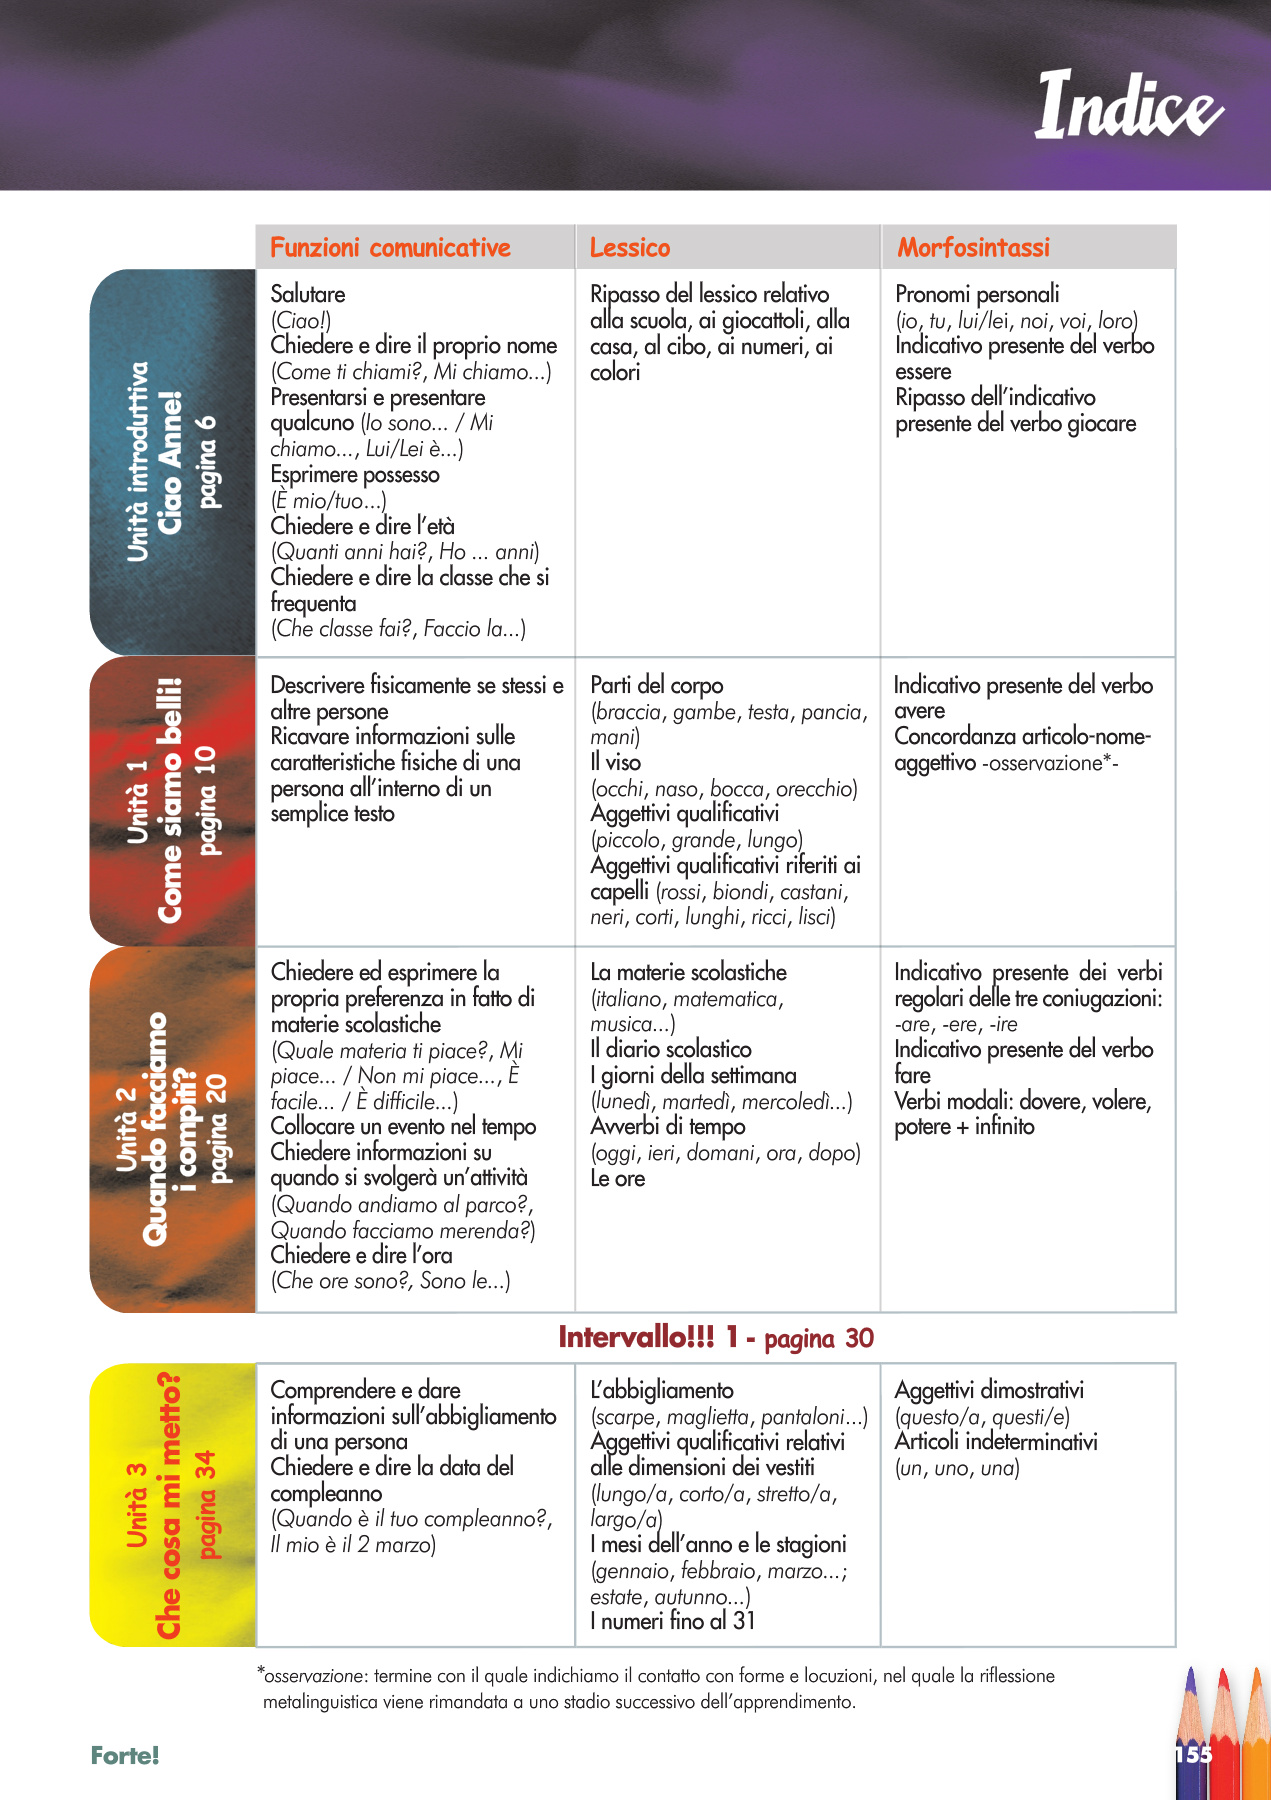 Indice
Funzioni comunicative
Lessico
Morfosintassi
Unità introduttiva
Ciao Anne!
pagina 6
Salutare
(Ciao!)
Chiedere e dire il proprio nome
(Come ti chiami?, Mi chiamo...)
Presentarsi e presentare
qualcuno (Io sono... / Mi
chiamo..., Lui/Lei è...)
Esprimere possesso
(È mio/tuo...)
Chiedere e dire l'età
(Quanti anni hai?, Ho ... anni)
Chiedere e dire la classe che si
frequenta
(Che classe fai?, Faccio la...)
Ripasso del lessico relativo
alla scuola, ai giocattoli, alla
casa, al cibo, ai numeri, ai
colori
Pronomi personali
(io, tu, lui/lei, noi, voi, loro)
Indicativo presente del verbo
essere
Ripasso dell'indicativo
presente del verbo giocare
Unità 1
Come siamo belli!
pagina 10
Descrivere fisicamente se stessi e
altre persone
Ricavare informazioni sulle
caratteristiche fisiche di una
persona all'interno di un
semplice testo
Parti del corpo
(braccia, gambe, testa, pancia,
mani)
Il viso
(occhi, naso, bocca, orecchio)
Aggettivi qualificativi
(piccolo, grande, lungo)
Aggettivi qualificativi riferiti ai
capelli (rossi, biondi, castani,
neri, corti, lunghi, ricci, lisci)
Indicativo presente del verbo
avere
Concordanza articolo-nome-
aggettivo -osservazione*-
Unità 2
Quando facciamo
i compiti?
pagina 20
Chiedere ed esprimere la
propria preferenza in fatto di
materie scolastiche
(Quale materia ti piace?, Mi
piace... / Non mi piace..., È
facile... / È difficile...)
Collocare un evento nel tempo
Chiedere informazioni su
quando si svolgerà un'attività
(Quando andiamo al parco?,
Quando facciamo merenda?)
Chiedere e dire l'ora
(Che ore sono?, Sono le...)
La materie scolastiche
(italiano, matematica,
musica...)
Il diario scolastico
I giorni della settimana
(lunedì, martedì, mercoledì...)
Avverbi di tempo
(oggi, ieri, domani, ora, dopo)
Le ore
Indicativo presente dei verbi
regolari delle tre coniugazioni:
-are, -ere, -ire
Indicativo presente del verbo
fare
Verbi modali: dovere, volere,
potere + infinito
Intervallo!!! 1 - pagina 30
Unità 3
Che cosa mi metto?
pagina 34
Comprendere e dare
informazioni sull'abbigliamento
di una persona
Chiedere e dire la data del
compleanno
(Quando è il tuo compleanno?,
Il mio è il 2 marzo)
L'abbigliamento
(scarpe, maglietta, pantaloni...)
Aggettivi qualificativi relativi
alle dimensioni dei vestiti
(lungo/a, corto/a, stretto/a,
largo/a)
I mesi dell'anno e le stagioni
(gennaio, febbraio, marzo...;
estate, autunno...)
I numeri fino al 31
Aggettivi dimostrativi
(questo/a, questi/e)
Articoli indeterminativi
(un, uno, una)
*osservazione: termine con il quale indichiamo il contatto con forme e locuzioni, nel quale la riflessione
metalinguistica viene rimandata a uno stadio successivo dell'apprendimento.
Forte!
155